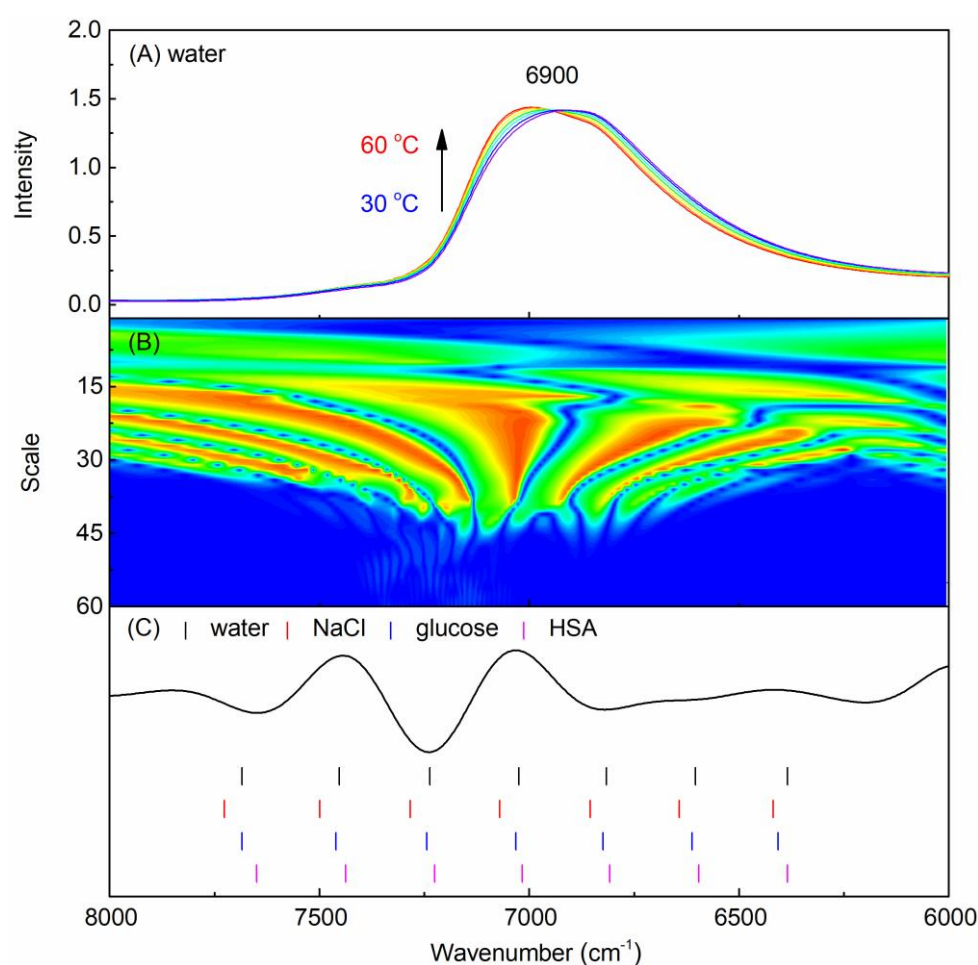 (A) water
6900
60 °C
30 °C
Intensity
2.0
1.5
1.0
0.5
0.0
(B)
Scale
15
30
45
60
(C) water NaCl glucose HSA
8000 7500 7000 6500 6000
Wavenumber (cm⁻¹)